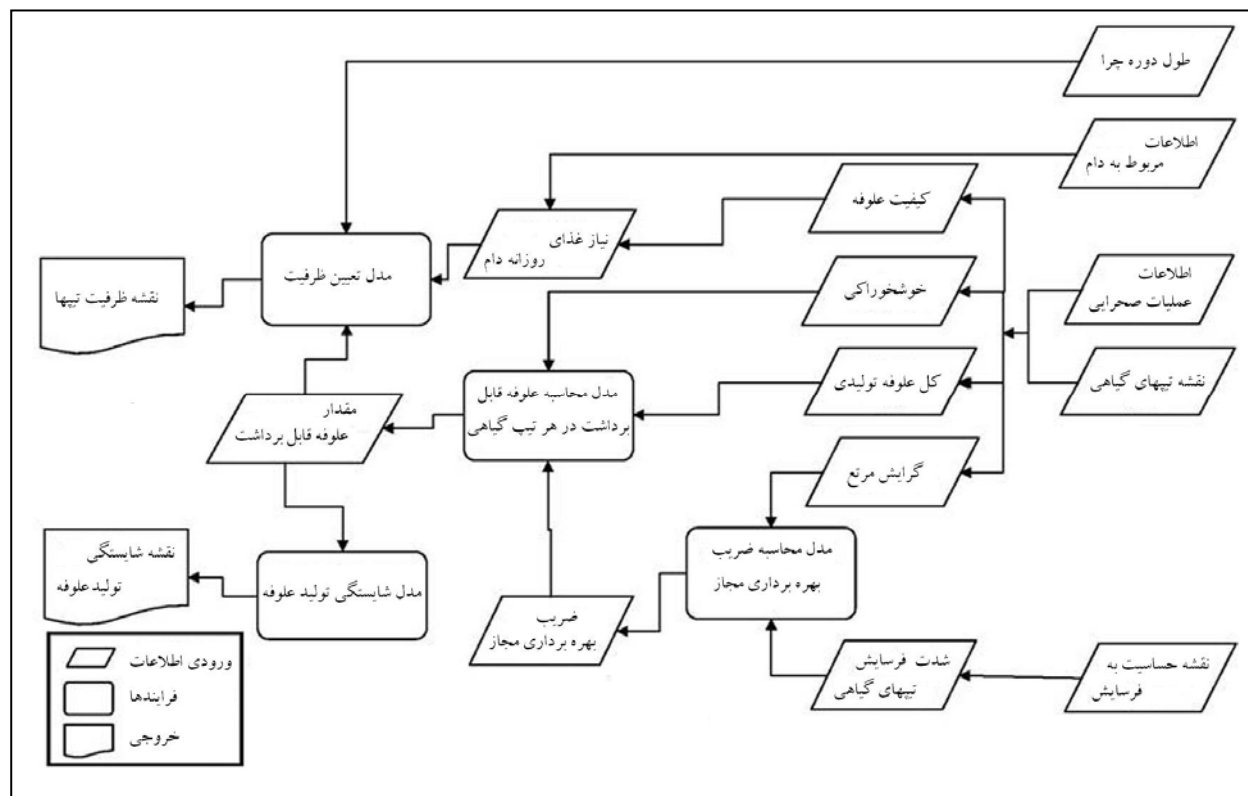 طول دوره چرا
اطلاعات
مربوط به دام
کیفیت علوفه
نیاز غذای
روزانه دام
مدل تعیین ظرفیت
نقشه ظرفیت تیپها
خوشخوراکی
اطلاعات
عملیات صحرایی
نقشه تیپهای گیاهی
کل علوفه تولیدی
مدل محاسبه علوفه قابل
برداشت در هر تیپ گیاهی
مقدار
علوفه قابل برداشت
گرایش مرتع
مدل محاسبه ضریب
بهره برداری مجاز
نقشه شایستگی
تولید علوفه
مدل شایستگی تولید علوفه
ضریب
بهره برداری مجاز
شدت فرسایش
تیپهای گیاهی
نقشه حساسیت به
فرسایش
ورودی اطلاعات
فرایندها
خروجی